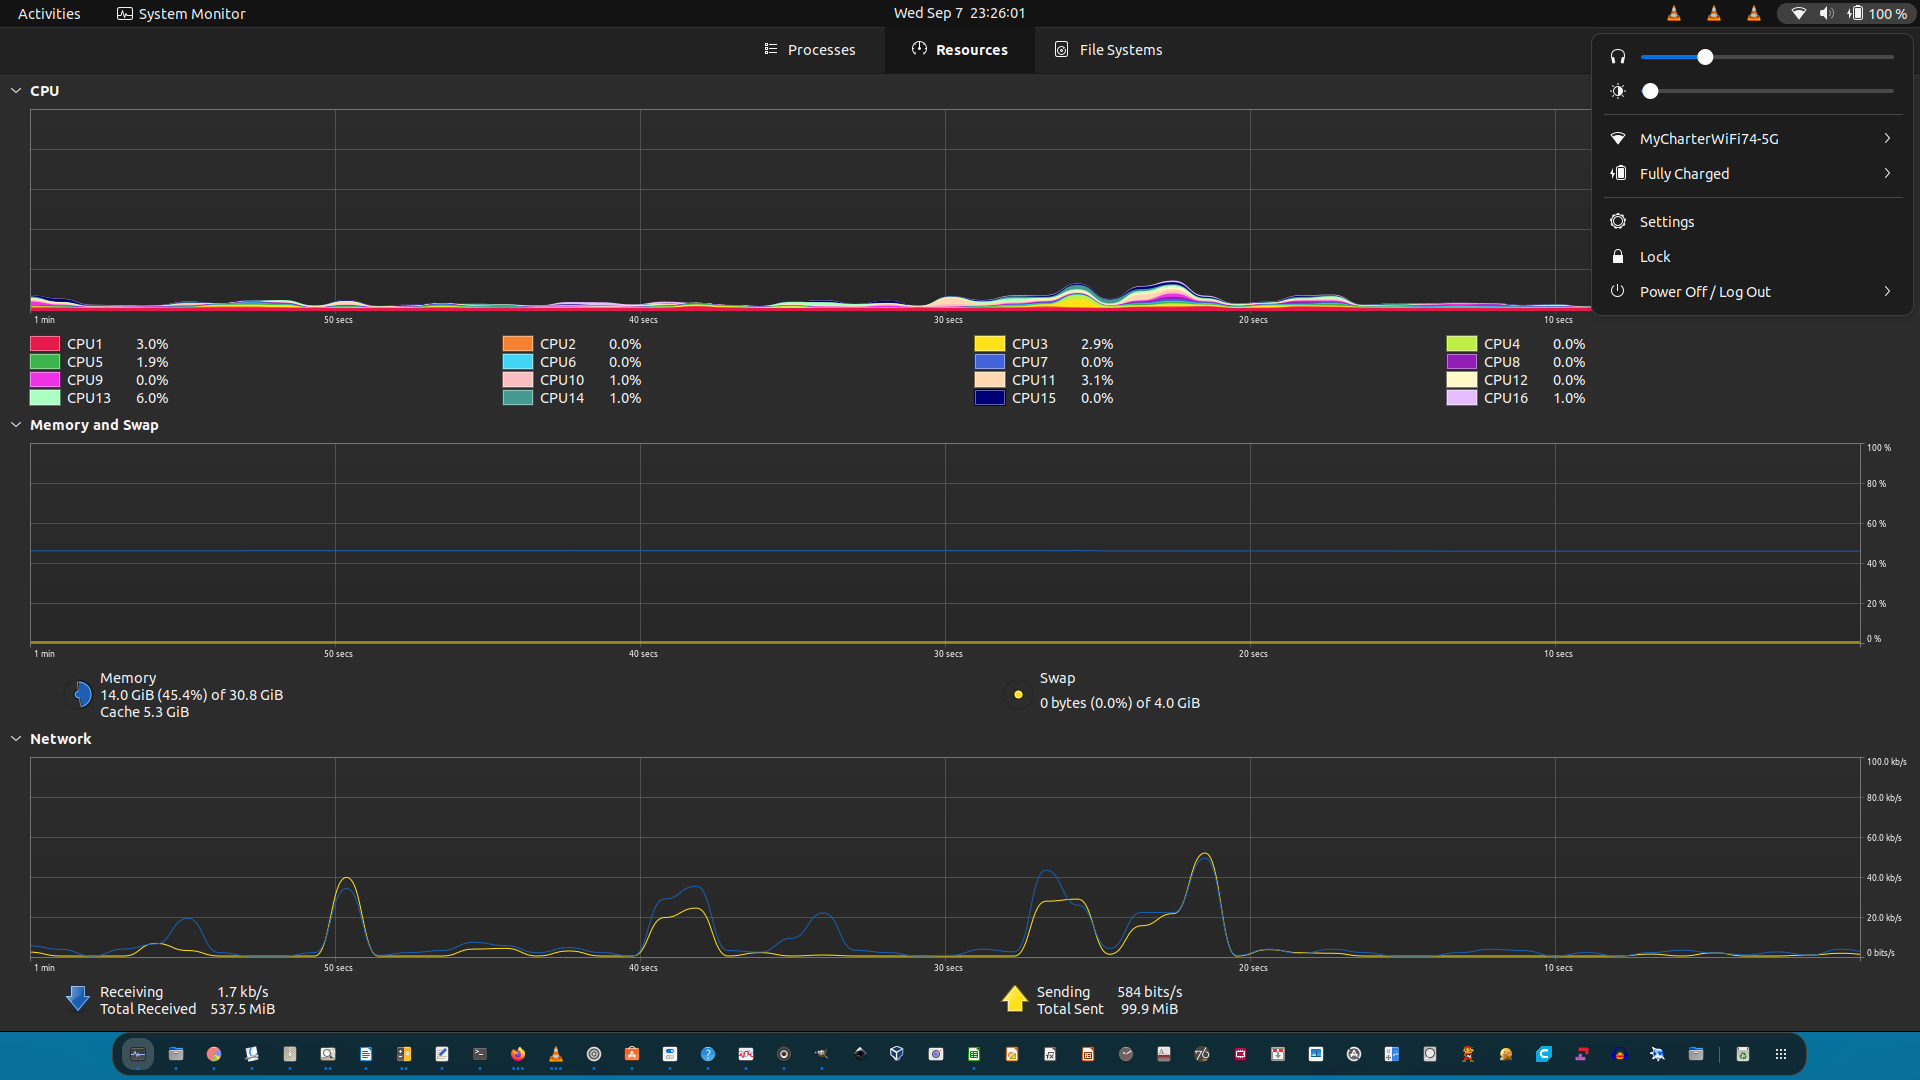 Activities System Monitor Wed Sep 7 23:26:01 100 %
Processes Resources File Systems
CPU
1 min 50 secs 40 secs 30 secs 20 secs 10 secs
CPU1 3.0% CPU2 0.0% CPU3 2.9% CPU4 0.0%
CPU5 1.9% CPU6 0.0% CPU7 0.0% CPU8 0.0%
CPU9 0.0% CPU10 1.0% CPU11 3.1% CPU12 0.0%
CPU13 6.0% CPU14 1.0% CPU15 0.0% CPU16 1.0%
MyCharterWiFi74-5G
Fully Charged
Settings
Lock
Power Off / Log Out
Memory and Swap
100 %
80 %
60 %
40 %
20 %
0 %
1 min 50 secs 40 secs 30 secs 20 secs 10 secs
Memory
14.0 GiB (45.4%) of 30.8 GiB
Cache 5.3 GiB
Swap
0 bytes (0.0%) of 4.0 GiB
Network
100.0 kb/s
80.0 kb/s
60.0 kb/s
40.0 kb/s
20.0 kb/s
0 bits/s
1 min 50 secs 40 secs 30 secs 20 secs 10 secs
Receiving 1.7 kb/s
Total Received 537.5 MiB
Sending 584 bits/s
Total Sent 99.9 MiB
76